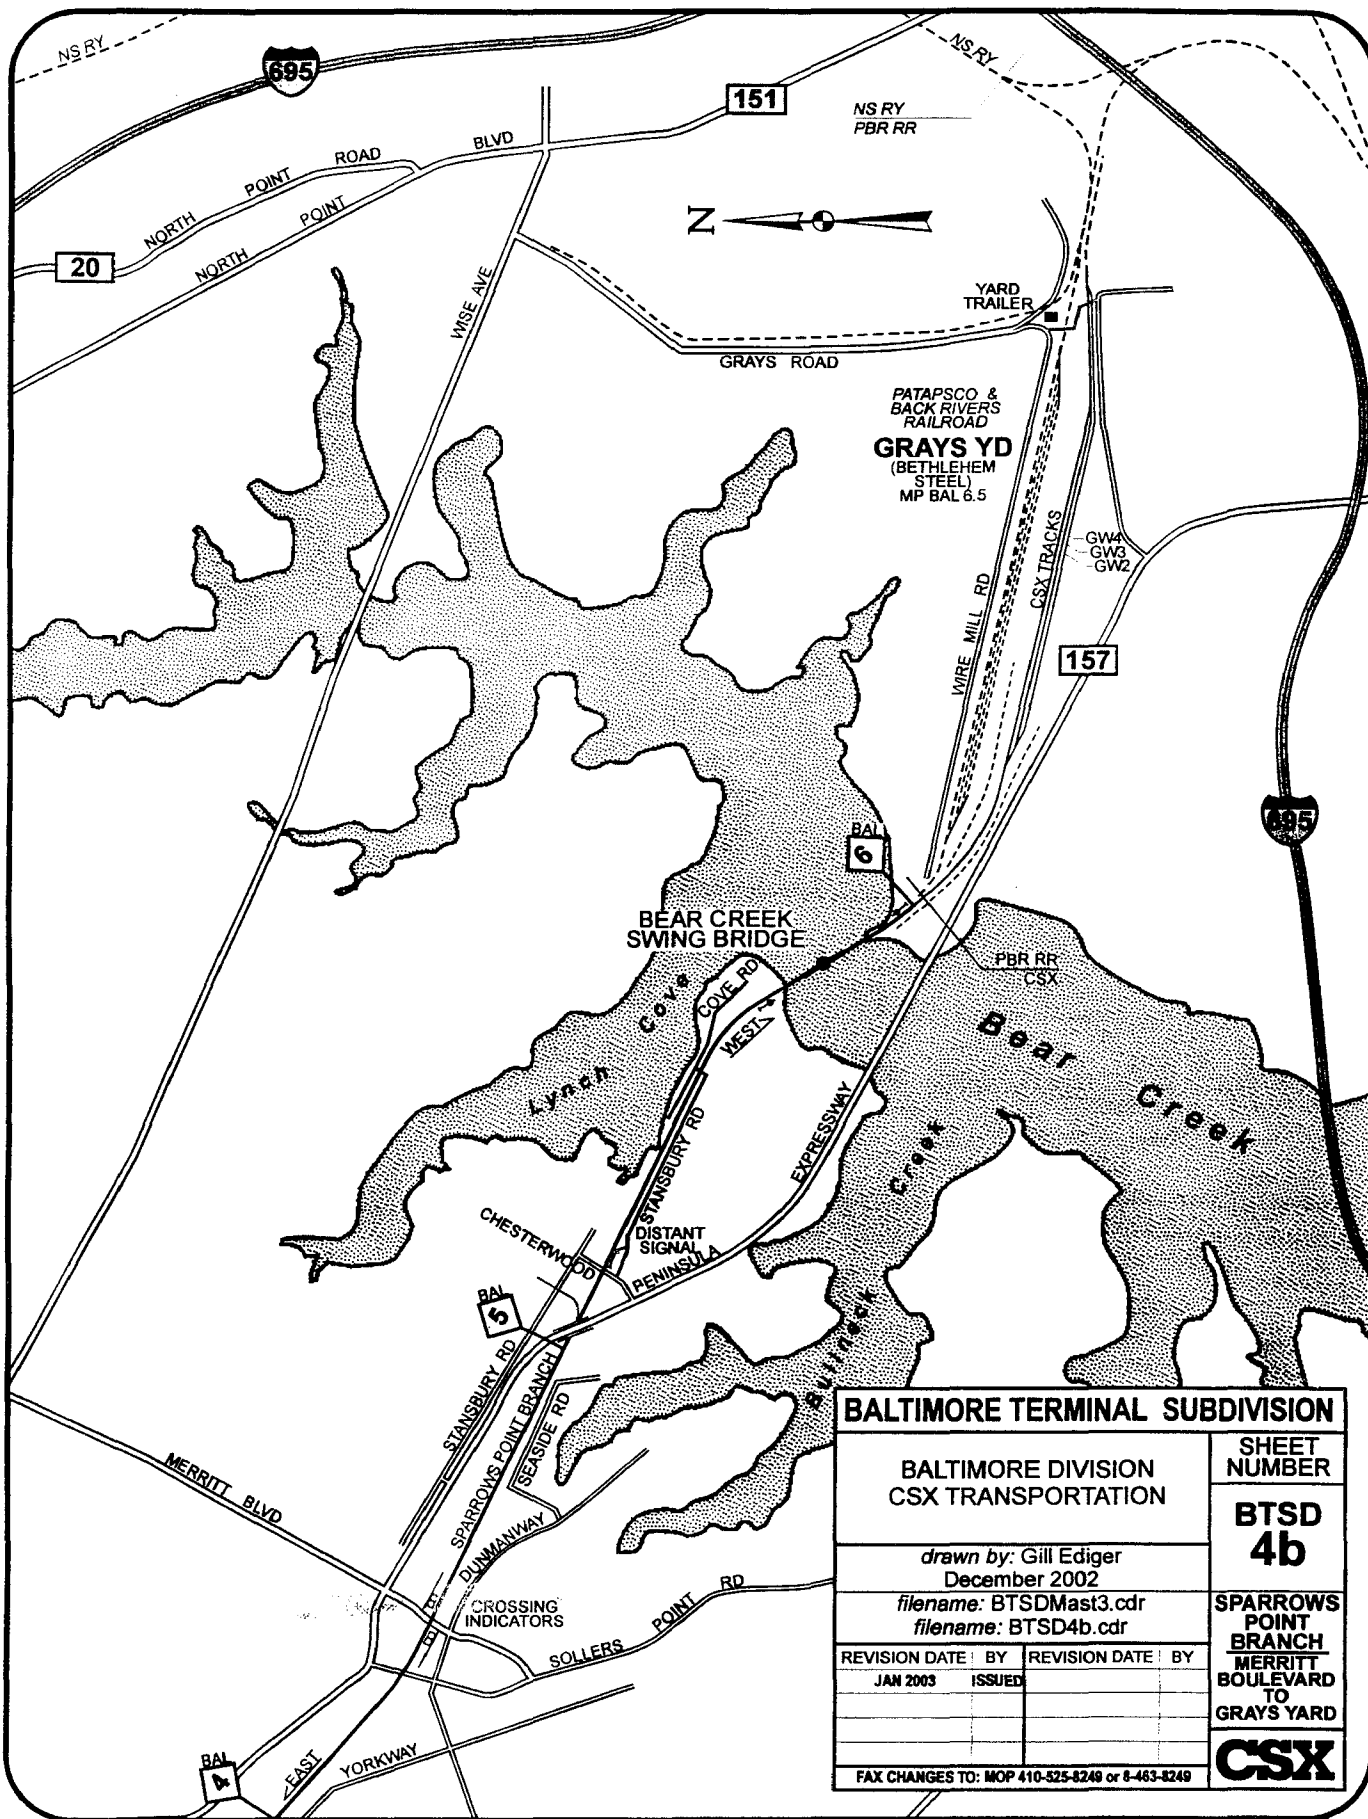 NS RY
695
151
NS RY
NS RY
PBR RR
NORTH POINT ROAD
NORTH POINT BLVD
20
N
WISE AVE
YARD
TRAILER
GRAYS ROAD
PATAPSCO &
BACK RIVERS
RAILROAD
GRAYS YD
(BETHLEHEM
STEEL)
MP BAL 6.5
WIRE MILL RD
CSX TRACKS
GW4
GW3
GW2
157
695
BAL
6
BEAR CREEK
SWING BRIDGE
PBR RR
CSX
COVE RD
WEST
Lynch Cove
Bear Creek
STANSBURY RD
EXPRESSWAY
PENINSULA
Bullneck Creek
CHESTERWOOD
DISTANT
SIGNAL
BAL
5
STANSBURY RD
SPARROWS POINT BRANCH
SEASIDE RD
MERRITT BLVD
DUNMANWAY
CROSSING
INDICATORS
SOLLERS POINT RD
BAL
4
EAST
YORKWAY
BALTIMORE TERMINAL SUBDIVISION
BALTIMORE DIVISION
CSX TRANSPORTATION
SHEET
NUMBER
BTSD
4b
drawn by: Gill Ediger
December 2002
filename: BTSDMast3.cdr
filename: BTSD4b.cdr
SPARROWS
POINT
BRANCH
MERRITT
BOULEVARD
TO
GRAYS YARD
REVISION DATE BY REVISION DATE BY
JAN 2003 ISSUED
FAX CHANGES TO: MOP 410-525-8249 or 8-463-8249
CSX